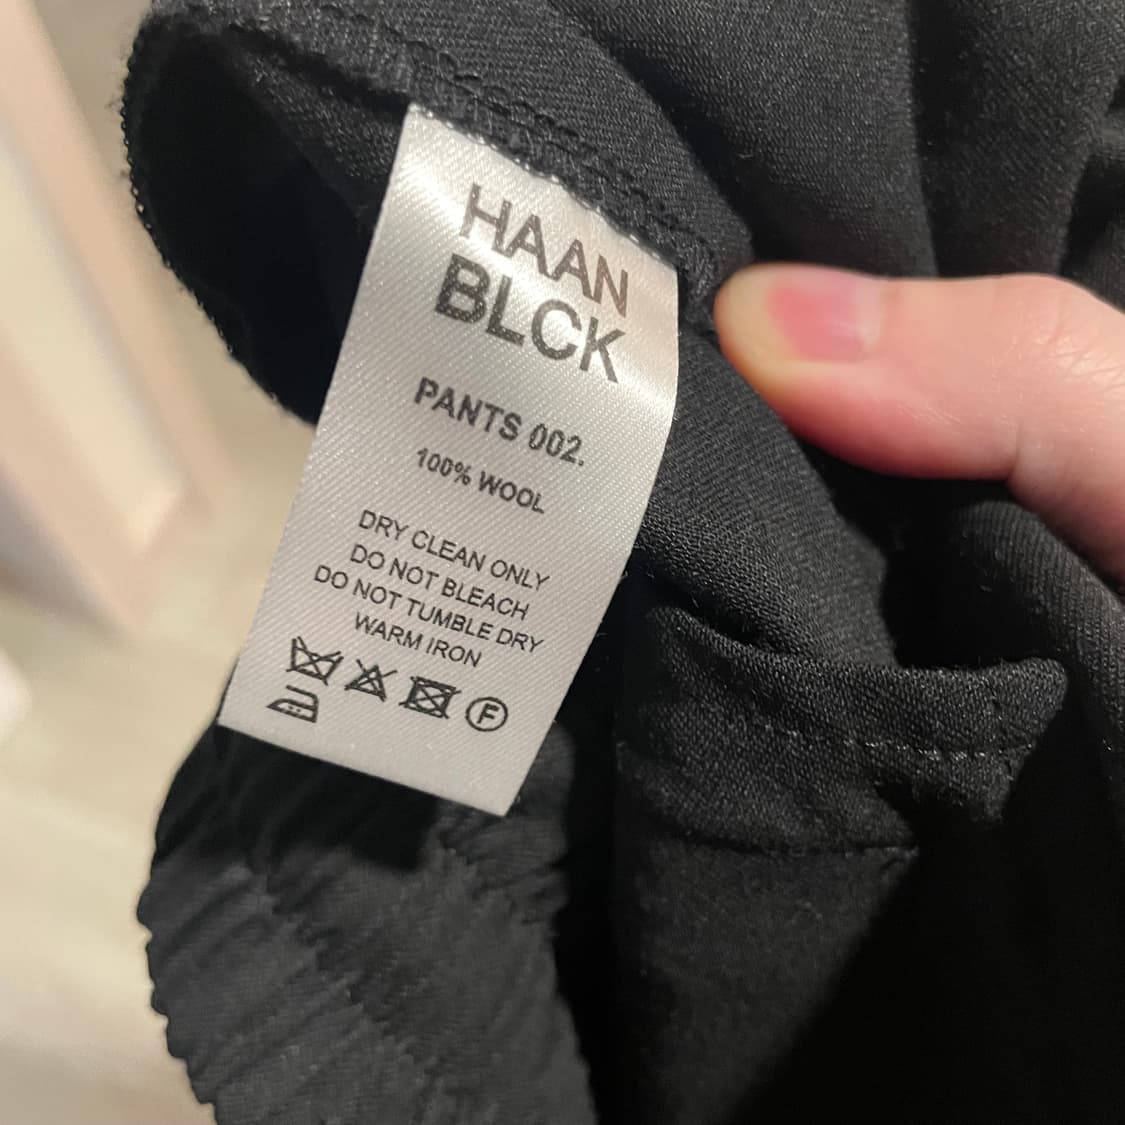 HAAN
BLCK
PANTS 002.
100% WOOL
DRY CLEAN ONLY
DO NOT BLEACH
DO NOT TUMBLE DRY
WARM IRON
F